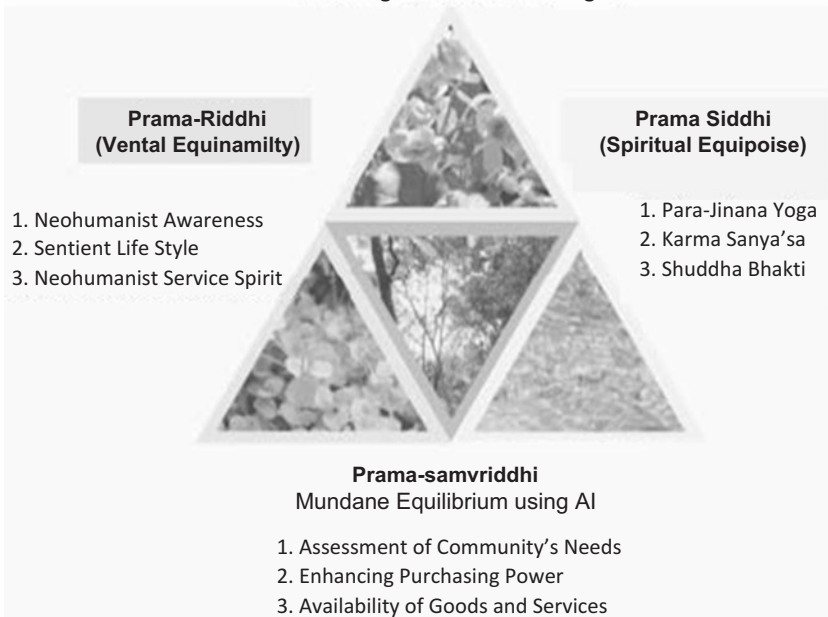 Prama-Riddhi
(Vental Equinamilty)
Prama Siddhi
(Spiritual Equipoise)
1. Neohumanist Awareness
2. Sentient Life Style
3. Neohumanist Service Spirit
1. Para-Jinana Yoga
2. Karma Sanya’sa
3. Shuddha Bhakti
Prama-samvriddhi
Mundane Equilibrium using AI
1. Assessment of Community’s Needs
2. Enhancing Purchasing Power
3. Availability of Goods and Services